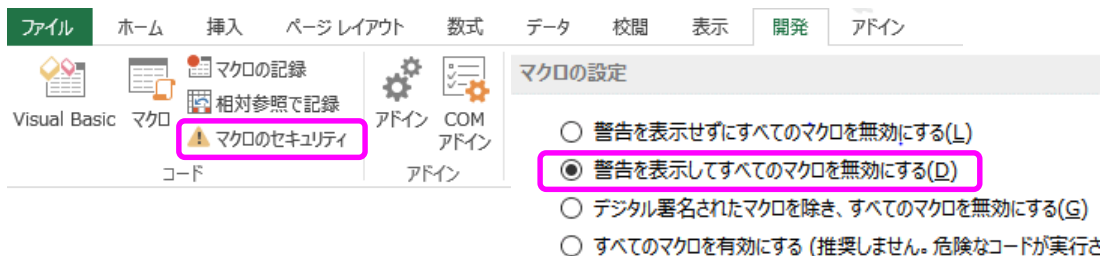 ファイル ホーム 挿入 ページ レイアウト 数式 データ 校閲 表示 開発 アドイン
Visual Basic
マクロ
マクロの記録
相対参照で記録
マクロのセキュリティ
コード
アドイン
COM
アドイン
アドイン
マクロの設定
警告を表示せずにすべてのマクロを無効にする(L)
警告を表示してすべてのマクロを無効にする(D)
デジタル署名されたマクロを除き、すべてのマクロを無効にする(G)
すべてのマクロを有効にする (推奨しません。危険なコードが実行さ